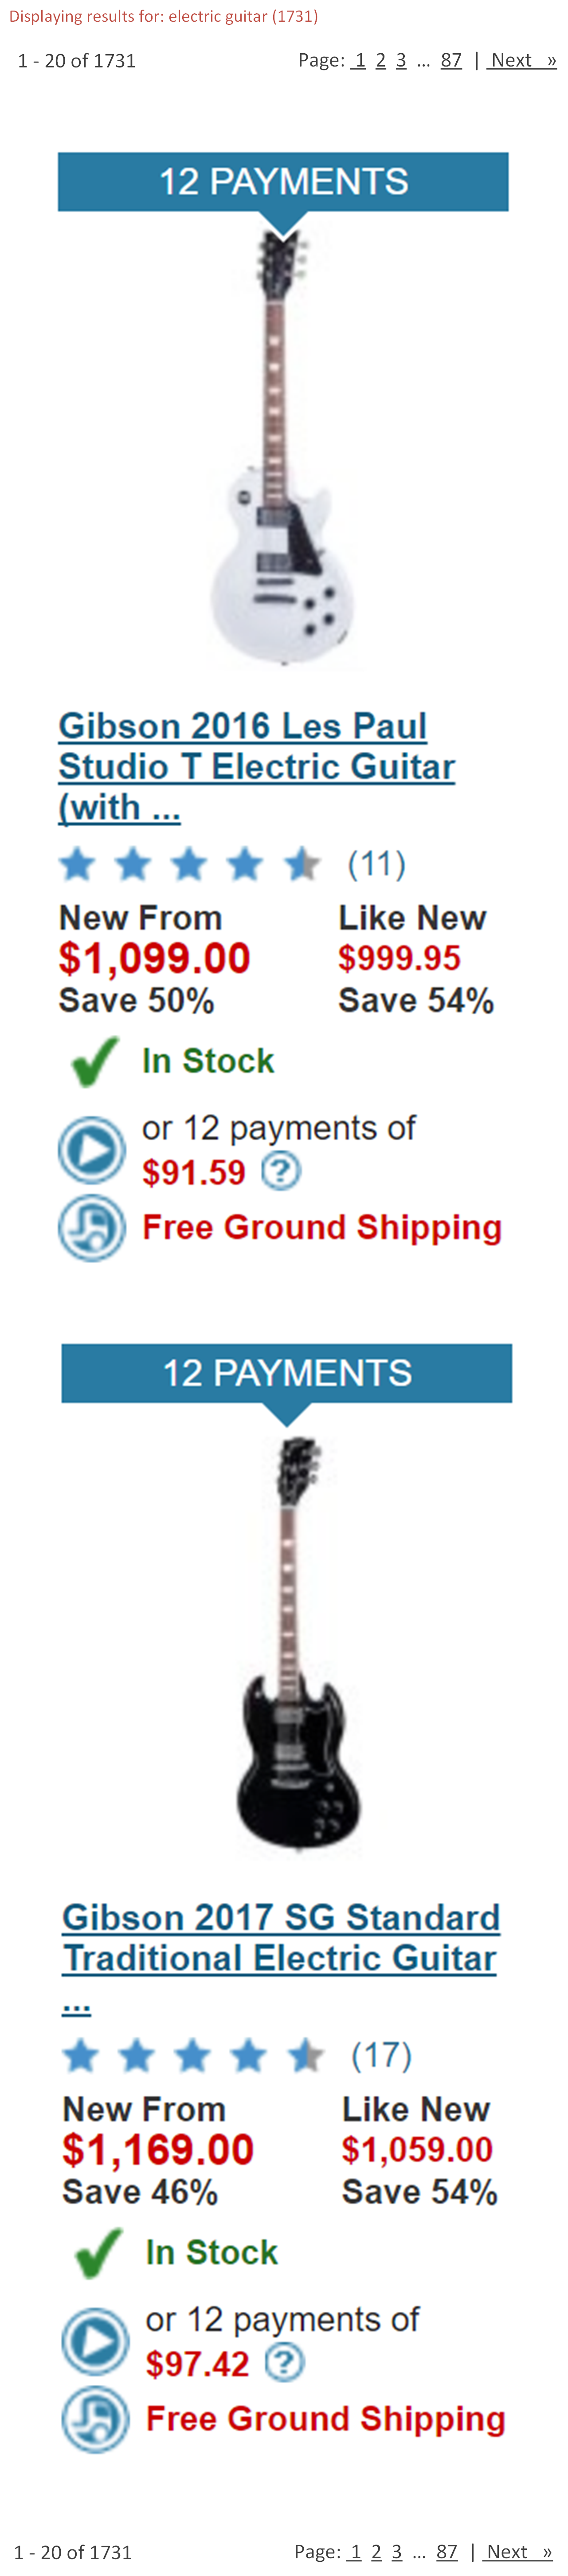 Displaying results for: electric guitar (1731)
1 - 20 of 1731 Page: 1 2 3 ... 87 | Next »
12 PAYMENTS
Gibson 2016 Les Paul
Studio T Electric Guitar
(with ...
(11)
New From Like New
$1,099.00 $999.95
Save 50% Save 54%
In Stock
or 12 payments of
$91.59 ?
Free Ground Shipping
12 PAYMENTS
Gibson 2017 SG Standard
Traditional Electric Guitar
...
(17)
New From Like New
$1,169.00 $1,059.00
Save 46% Save 54%
In Stock
or 12 payments of
$97.42 ?
Free Ground Shipping
1 - 20 of 1731 Page: 1 2 3 ... 87 | Next »